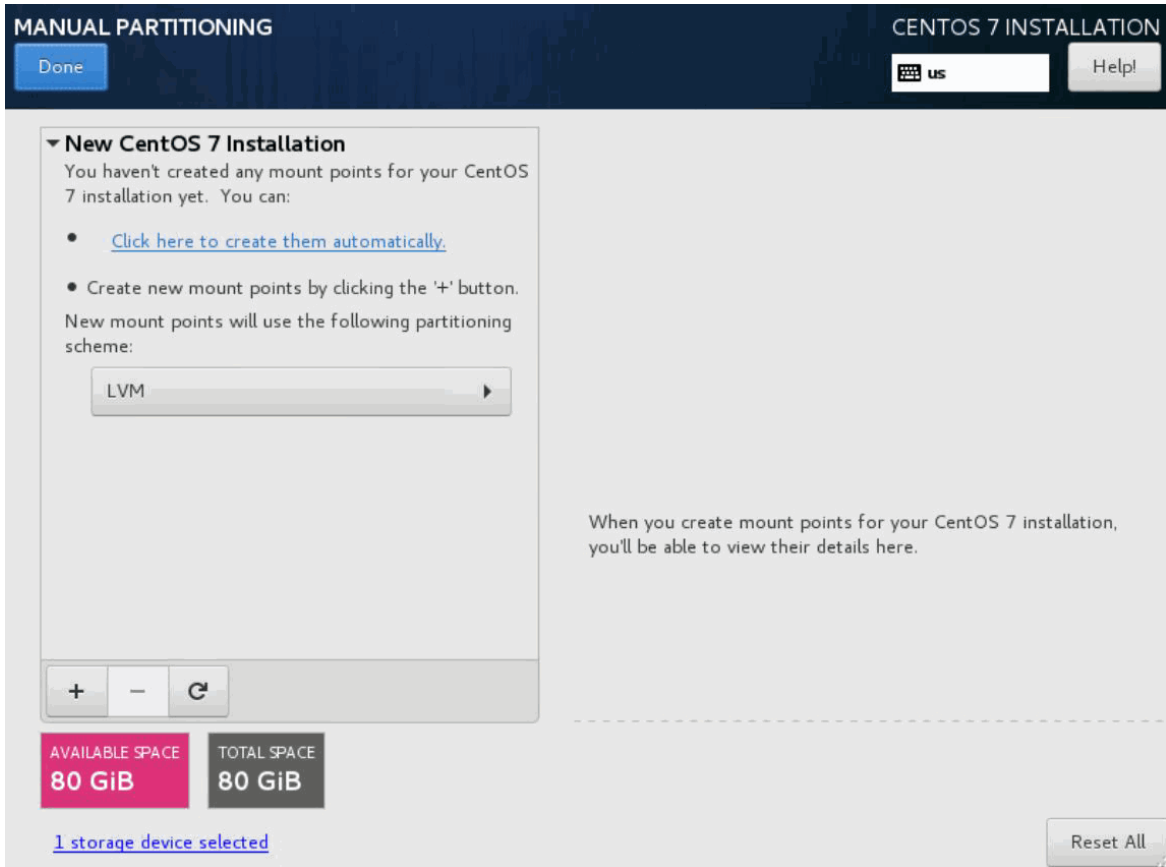 MANUAL PARTITIONING
Done
CENTOS 7 INSTALLATION
us
Help!
New CentOS 7 Installation
You haven't created any mount points for your CentOS
7 installation yet. You can:
Click here to create them automatically.
Create new mount points by clicking the '+' button.
New mount points will use the following partitioning
scheme:
LVM
When you create mount points for your CentOS 7 installation,
you'll be able to view their details here.
+ −
AVAILABLE SPACE
80 GiB
TOTAL SPACE
80 GiB
1 storage device selected
Reset All